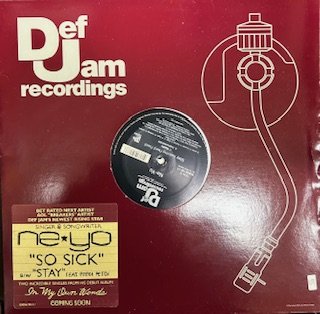 Def
Jam
recordings
Ne-Yo
BET RATED NEXT ARTIST
AOL "BREAKERS" ARTIST
DEF JAM'S NEWEST RISING STAR
SINGER & SONGWRITER
ne★yo
"SO SICK"
B/W "STAY" FEAT. PEEDI PEEDI
TWO INCREDIBLE SINGLES FROM HIS DEBUT ALBUM
In My Own Words
COMING SOON